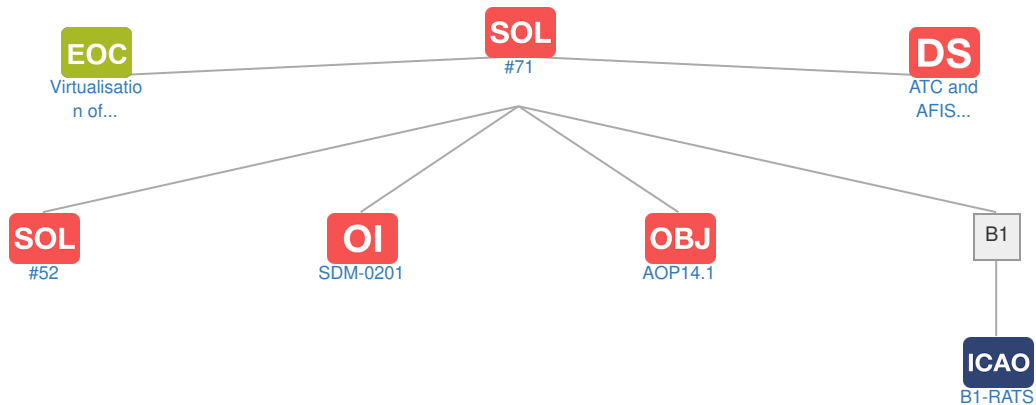 EOC
Virtualisatio
n of...
SOL
#71
DS
ATC and
AFIS...
SOL
#52
OI
SDM-0201
OBJ
AOP14.1
B1
ICAO
B1-RATS